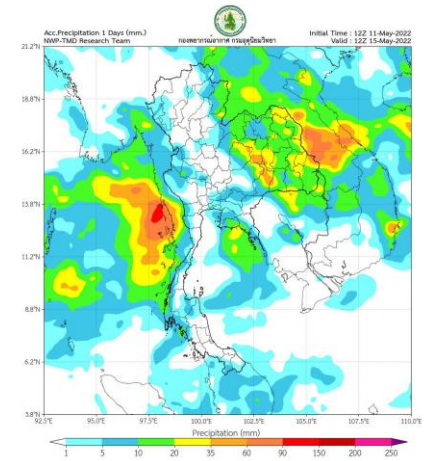 Acc.Precipitation 1 Days (mm.)
NWP-TMD Research Team
กองพยากรณ์อากาศ กรมอุตุนิยมวิทยา
Initial Time : 12Z 11-May-2022
Valid : 12Z 15-May-2022
21.2°N
18.8°N
16.2°N
13.8°N
11.2°N
8.8°N
6.2°N
3.8°N
92.5°E 95.0°E 97.5°E 100.0°E 102.5°E 105.0°E 107.5°E 110.0°E
Precipitation (mm)
1 5 10 20 35 60 90 150 200 250